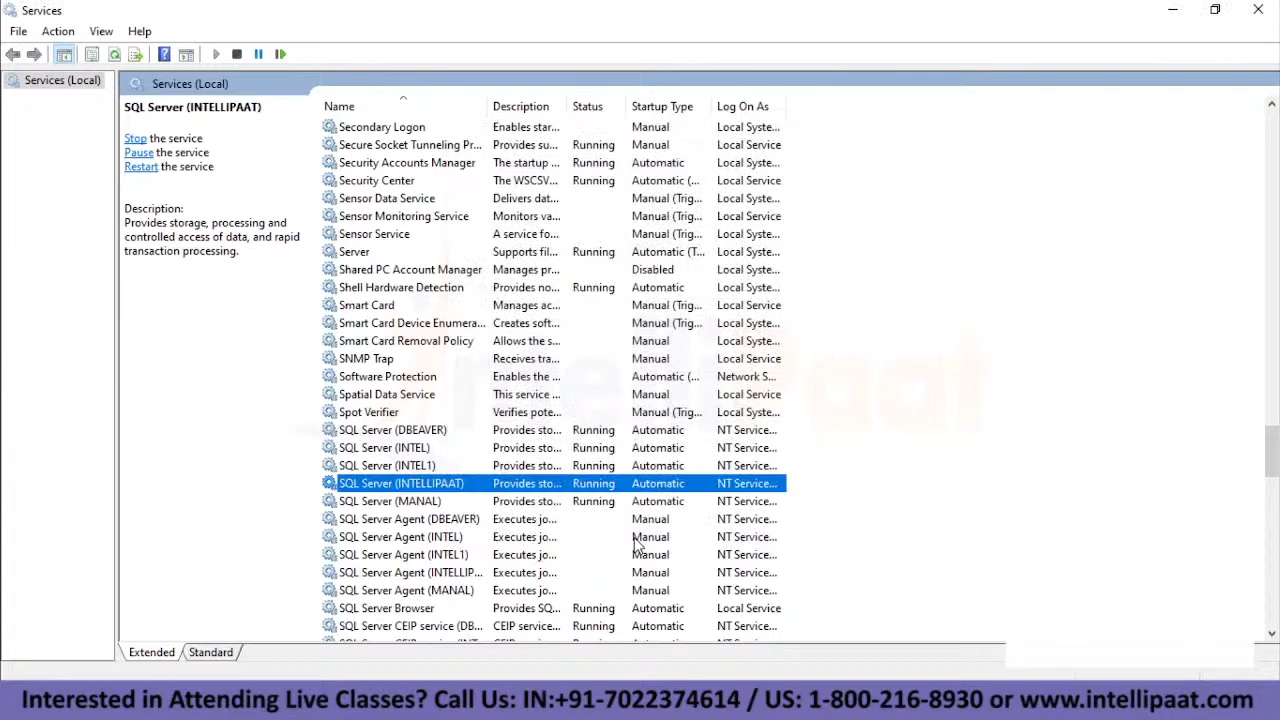 Services
File Action View Help
Services (Local)
Services (Local)
SQL Server (INTELLIPAAT)
Stop the service
Pause the service
Restart the service
Description:
Provides storage, processing and
controlled access of data, and rapid
transaction processing.
Name Description Status Startup Type Log On As
Secondary Logon Enables star... Manual Local Syste...
Secure Socket Tunneling Pr... Provides su... Running Manual Local Service
Security Accounts Manager The startup ... Running Automatic Local Syste...
Security Center The WSCSV... Running Automatic (... Local Service
Sensor Data Service Delivers dat... Manual (Trig... Local Syste...
Sensor Monitoring Service Monitors va... Manual (Trig... Local Service
Sensor Service A service fo... Manual (Trig... Local Syste...
Server Supports fil... Running Automatic (T... Local Syste...
Shared PC Account Manager Manages pr... Disabled Local Syste...
Shell Hardware Detection Provides no... Running Automatic Local Syste...
Smart Card Manages ac... Manual (Trig... Local Service
Smart Card Device Enumera... Creates soft... Manual (Trig... Local Syste...
Smart Card Removal Policy Allows the s... Manual Local Syste...
SNMP Trap Receives tra... Manual Local Service
Software Protection Enables the ... Automatic (... Network S...
Spatial Data Service This service ... Manual Local Service
Spot Verifier Verifies pote... Manual (Trig... Local Syste...
SQL Server (DBEAVER) Provides sto... Running Automatic NT Service...
SQL Server (INTEL) Provides sto... Running Automatic NT Service...
SQL Server (INTEL1) Provides sto... Running Automatic NT Service...
SQL Server (INTELLIPAAT) Provides sto... Running Automatic NT Service...
SQL Server (MANAL) Provides sto... Running Automatic NT Service...
SQL Server Agent (DBEAVER) Executes jo... Manual NT Service...
SQL Server Agent (INTEL) Executes jo... Manual NT Service...
SQL Server Agent (INTEL1) Executes jo... Manual NT Service...
SQL Server Agent (INTELLIP... Executes jo... Manual NT Service...
SQL Server Agent (MANAL) Executes jo... Manual NT Service...
SQL Server Browser Provides SQ... Running Automatic Local Service
SQL Server CEIP service (DB... CEIP service... Running Automatic NT Service...
Extended Standard
IntelliPaat
Interested in Attending Live Classes? Call Us: IN:+91-7022374614 / US: 1-800-216-8930 or www.intellipaat.com